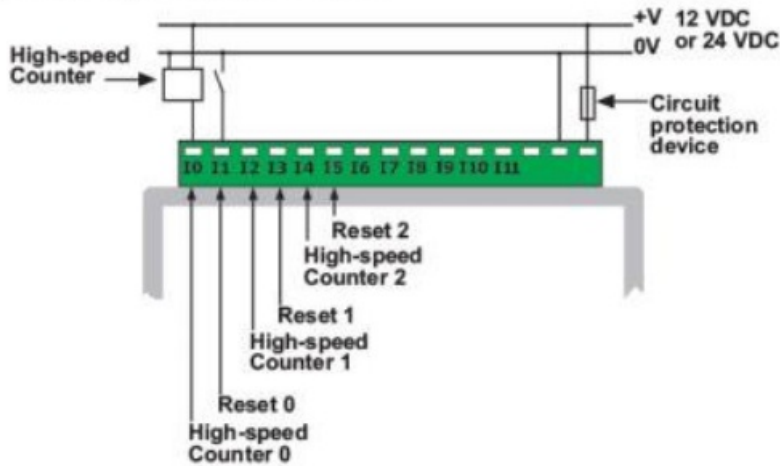 +V 12 VDC
0V or 24 VDC
High-speed
Counter
Circuit
protection
device
I0 I1 I2 I3 I4 I5 I6 I7 I8 I9 I10 I11
Reset 2
High-speed
Counter 2
Reset 1
High-speed
Counter 1
Reset 0
High-speed
Counter 0